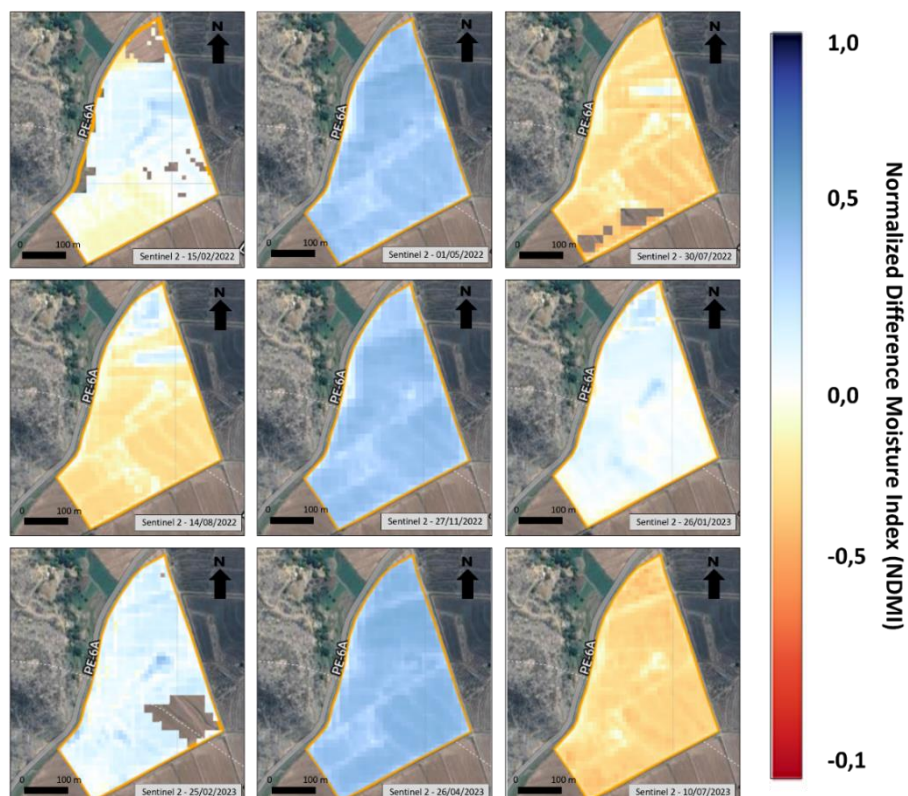 N
PE-6A
0 100 m
Sentinel 2 - 15/02/2022
N
PE-6A
0 100 m
Sentinel 2 - 01/05/2022
N
PE-6A
0 100 m
Sentinel 2 - 30/07/2022
N
PE-6A
0 100 m
Sentinel 2 - 14/08/2022
N
PE-6A
0 100 m
Sentinel 2 - 27/11/2022
N
PE-6A
0 100 m
Sentinel 2 - 26/01/2023
N
PE-6A
0 100 m
Sentinel 2 - 25/02/2023
N
PE-6A
0 100 m
Sentinel 2 - 26/04/2023
N
PE-6A
0 100 m
Sentinel 2 - 10/07/2023
1,0
0,5
0,0
-0,5
-0,1
Normalized Difference Moisture Index (NDMI)